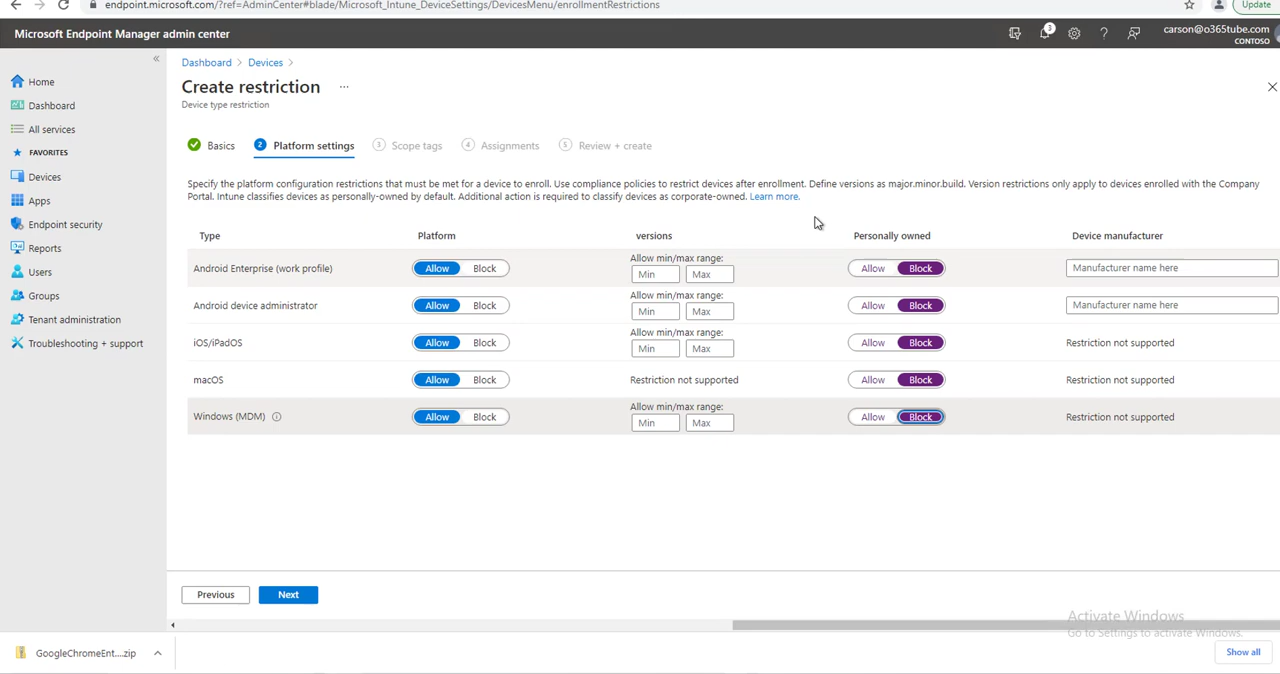 endpoint.microsoft.com/?ref=AdminCenter#blade/Microsoft_Intune_DeviceSettings/DevicesMenu/enrollmentRestrictions
Update
Microsoft Endpoint Manager admin center
3
carson@o365tube.com
CONTOSO
Home
Dashboard
All services
FAVORITES
Devices
Apps
Endpoint security
Reports
Users
Groups
Tenant administration
Troubleshooting + support
Dashboard > Devices >
Create restriction ...
Device type restriction
Basics 2 Platform settings 3 Scope tags 4 Assignments 5 Review + create
Specify the platform configuration restrictions that must be met for a device to enroll. Use compliance policies to restrict devices after enrollment. Define versions as major.minor.build. Version restrictions only apply to devices enrolled with the Company
Portal. Intune classifies devices as personally-owned by default. Additional action is required to classify devices as corporate-owned. Learn more.
Type Platform versions Personally owned Device manufacturer
Allow min/max range:
Android Enterprise (work profile) Allow Block Min Max Allow Block Manufacturer name here
Allow min/max range:
Android device administrator Allow Block Min Max Allow Block Manufacturer name here
Allow min/max range:
iOS/iPadOS Allow Block Min Max Allow Block Restriction not supported
macOS Allow Block Restriction not supported Allow Block Restriction not supported
Allow min/max range:
Windows (MDM) Allow Block Min Max Allow Block Restriction not supported
Previous Next
Activate Windows
Go to Settings to activate Windows.
GoogleChromeEnt....zip
Show all